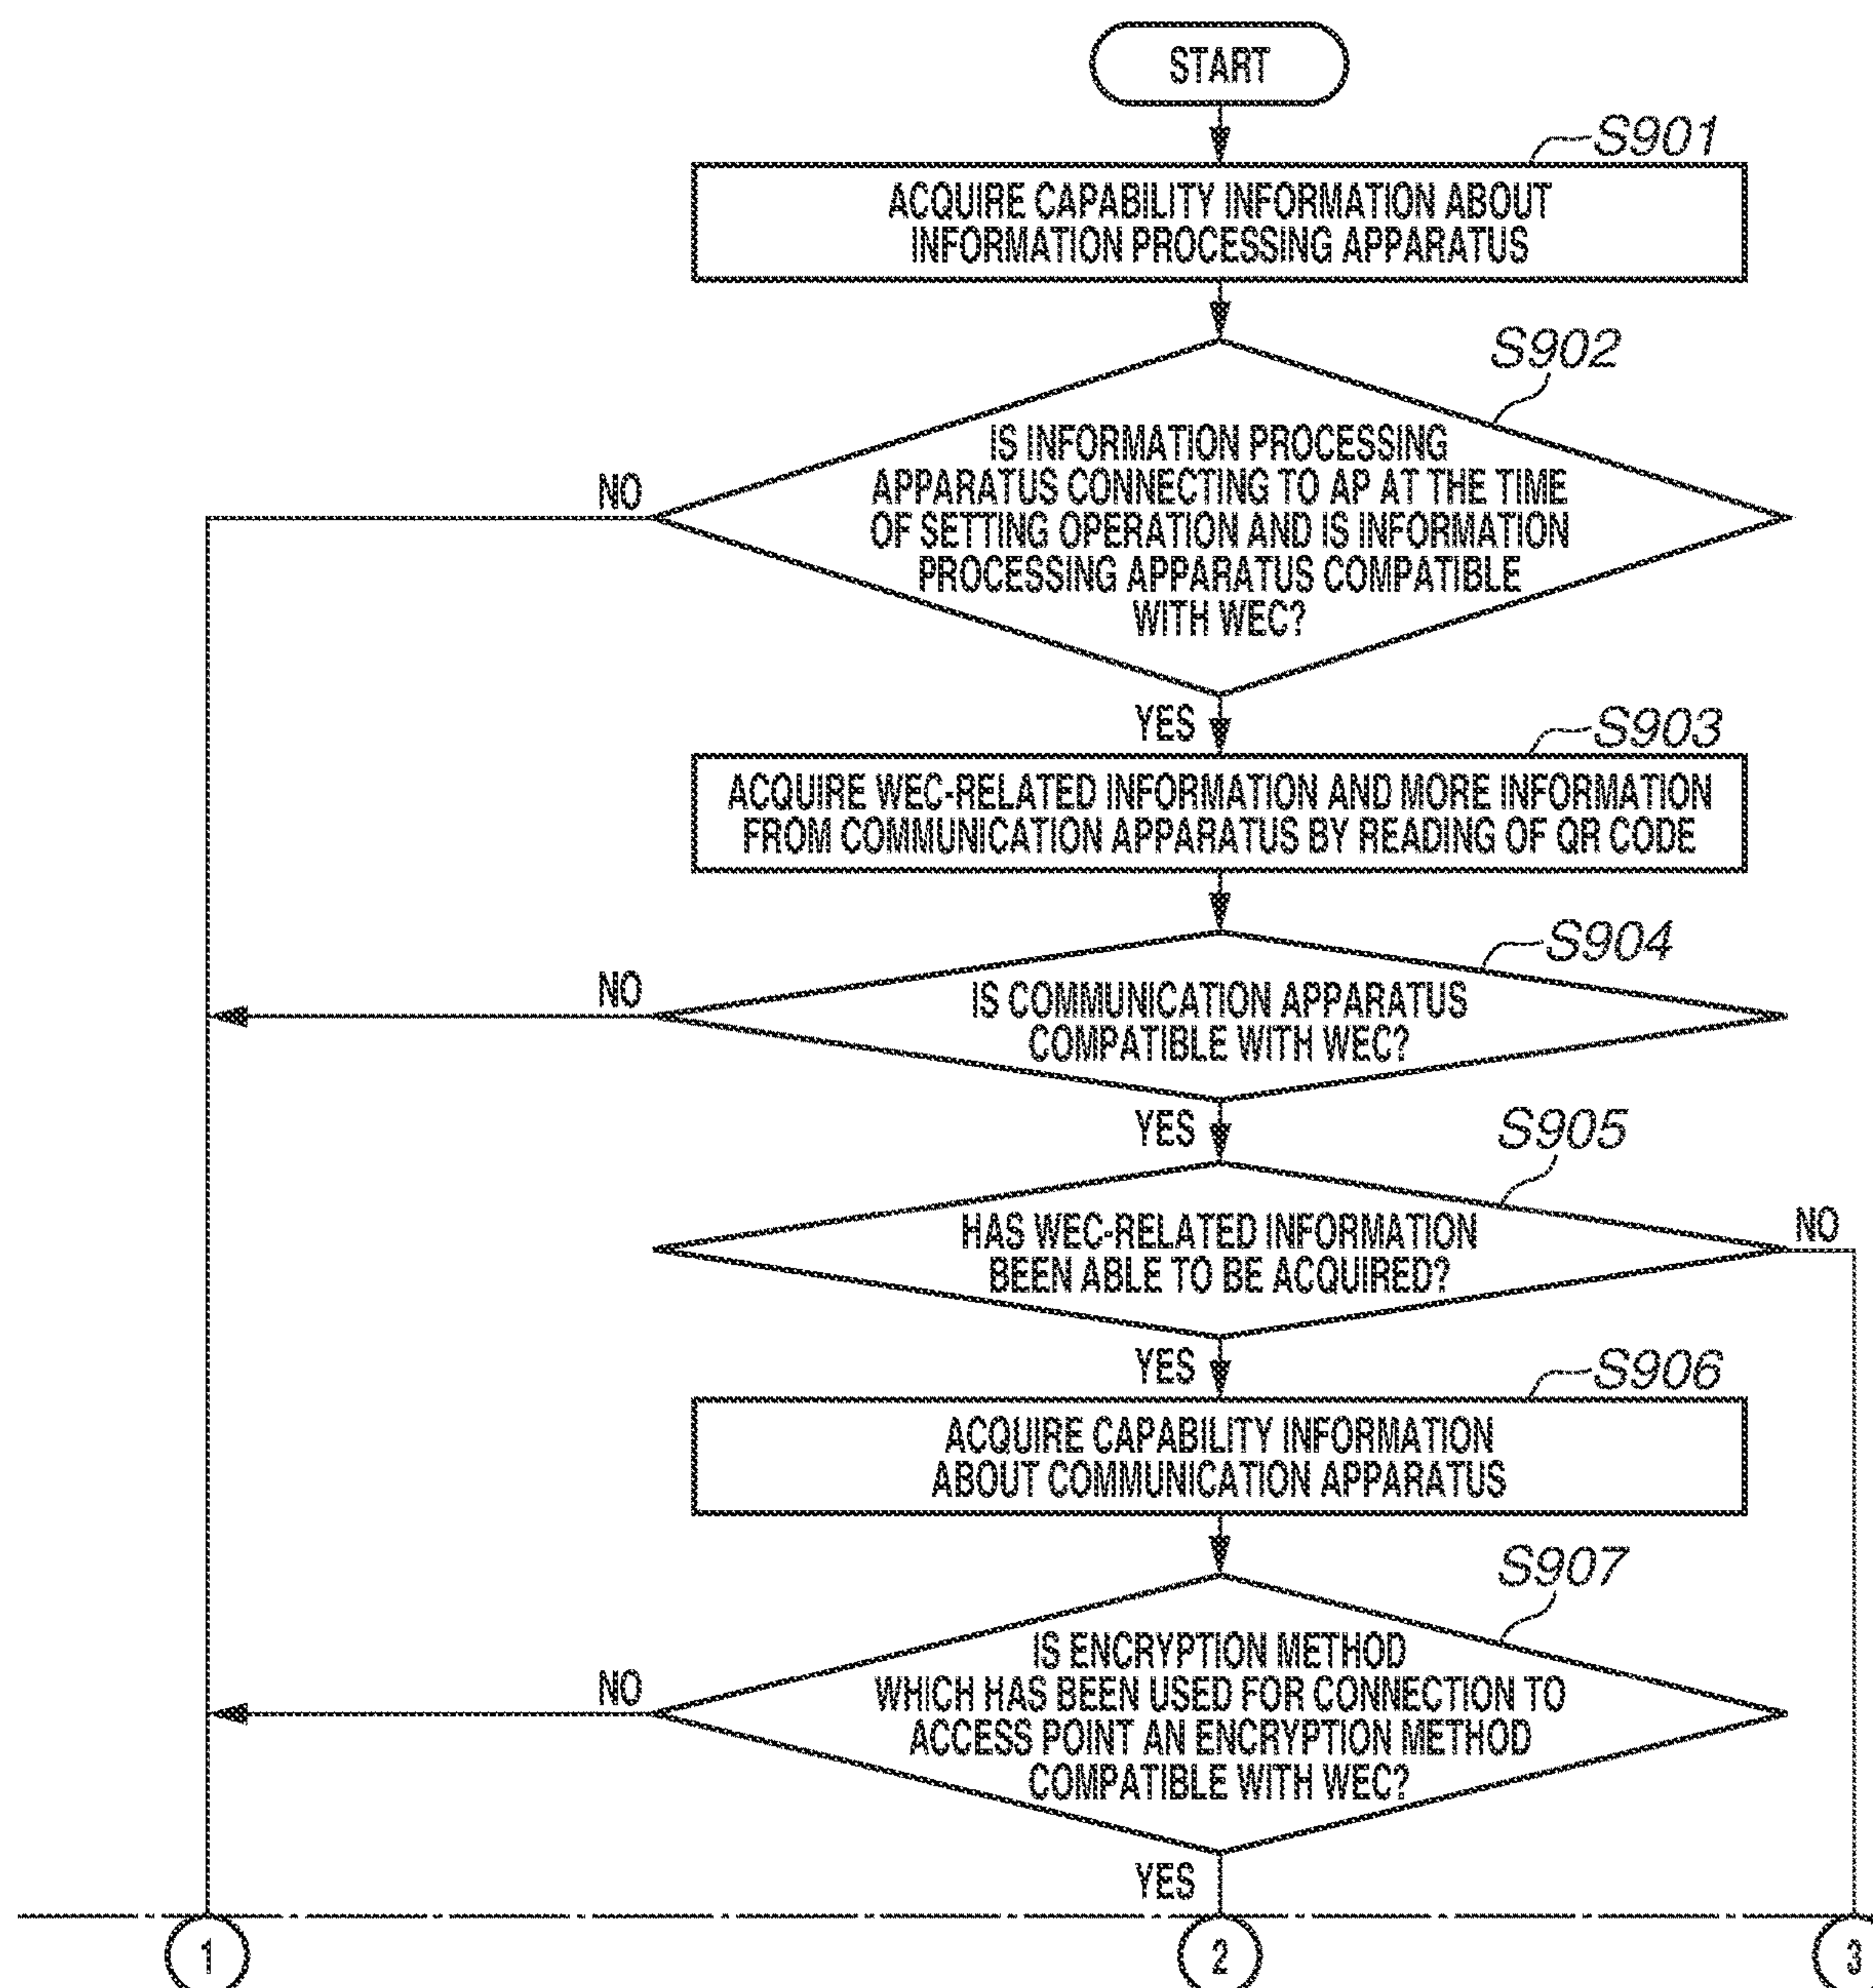 START
S901
ACQUIRE CAPABILITY INFORMATION ABOUT
INFORMATION PROCESSING APPARATUS
S902
IS INFORMATION PROCESSING
APPARATUS CONNECTING TO AP AT THE TIME
OF SETTING OPERATION AND IS INFORMATION
PROCESSING APPARATUS COMPATIBLE
WITH WEC?
NO
YES
S903
ACQUIRE WEC-RELATED INFORMATION AND MORE INFORMATION
FROM COMMUNICATION APPARATUS BY READING OF QR CODE
S904
IS COMMUNICATION APPARATUS
COMPATIBLE WITH WEC?
NO
YES
S905
HAS WEC-RELATED INFORMATION
BEEN ABLE TO BE ACQUIRED?
NO
YES
S906
ACQUIRE CAPABILITY INFORMATION
ABOUT COMMUNICATION APPARATUS
S907
IS ENCRYPTION METHOD
WHICH HAS BEEN USED FOR CONNECTION TO
ACCESS POINT AN ENCRYPTION METHOD
COMPATIBLE WITH WEC?
NO
YES
1
2
3